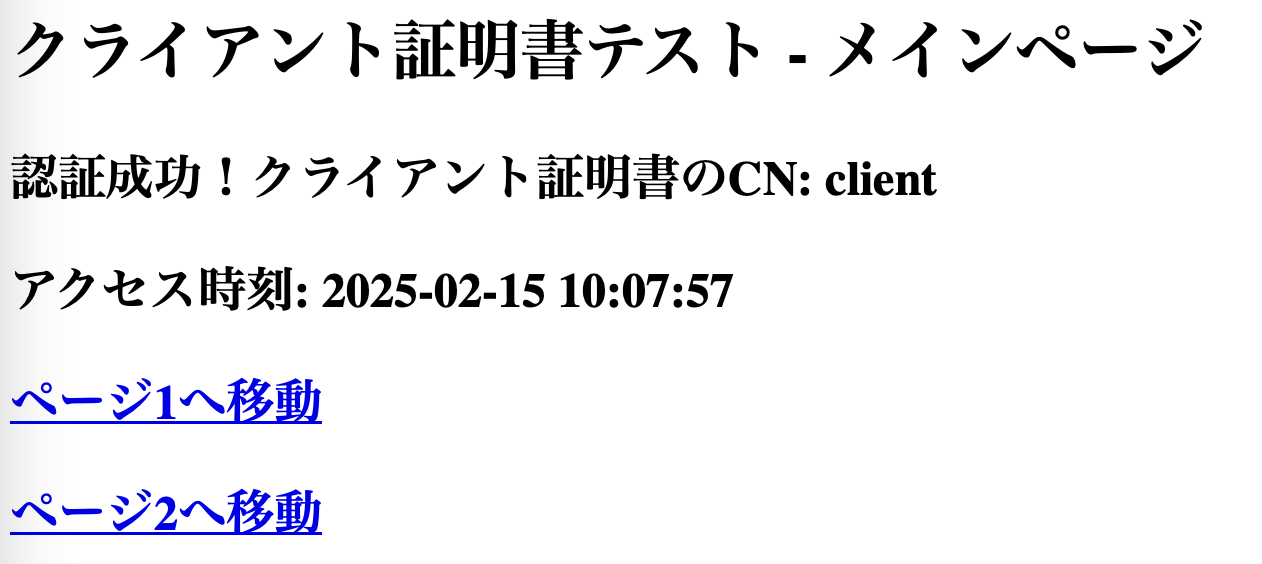 クライアント証明書テスト - メインページ
認証成功！クライアント証明書のCN: client
アクセス時刻: 2025-02-15 10:07:57
ページ1へ移動
ページ2へ移動